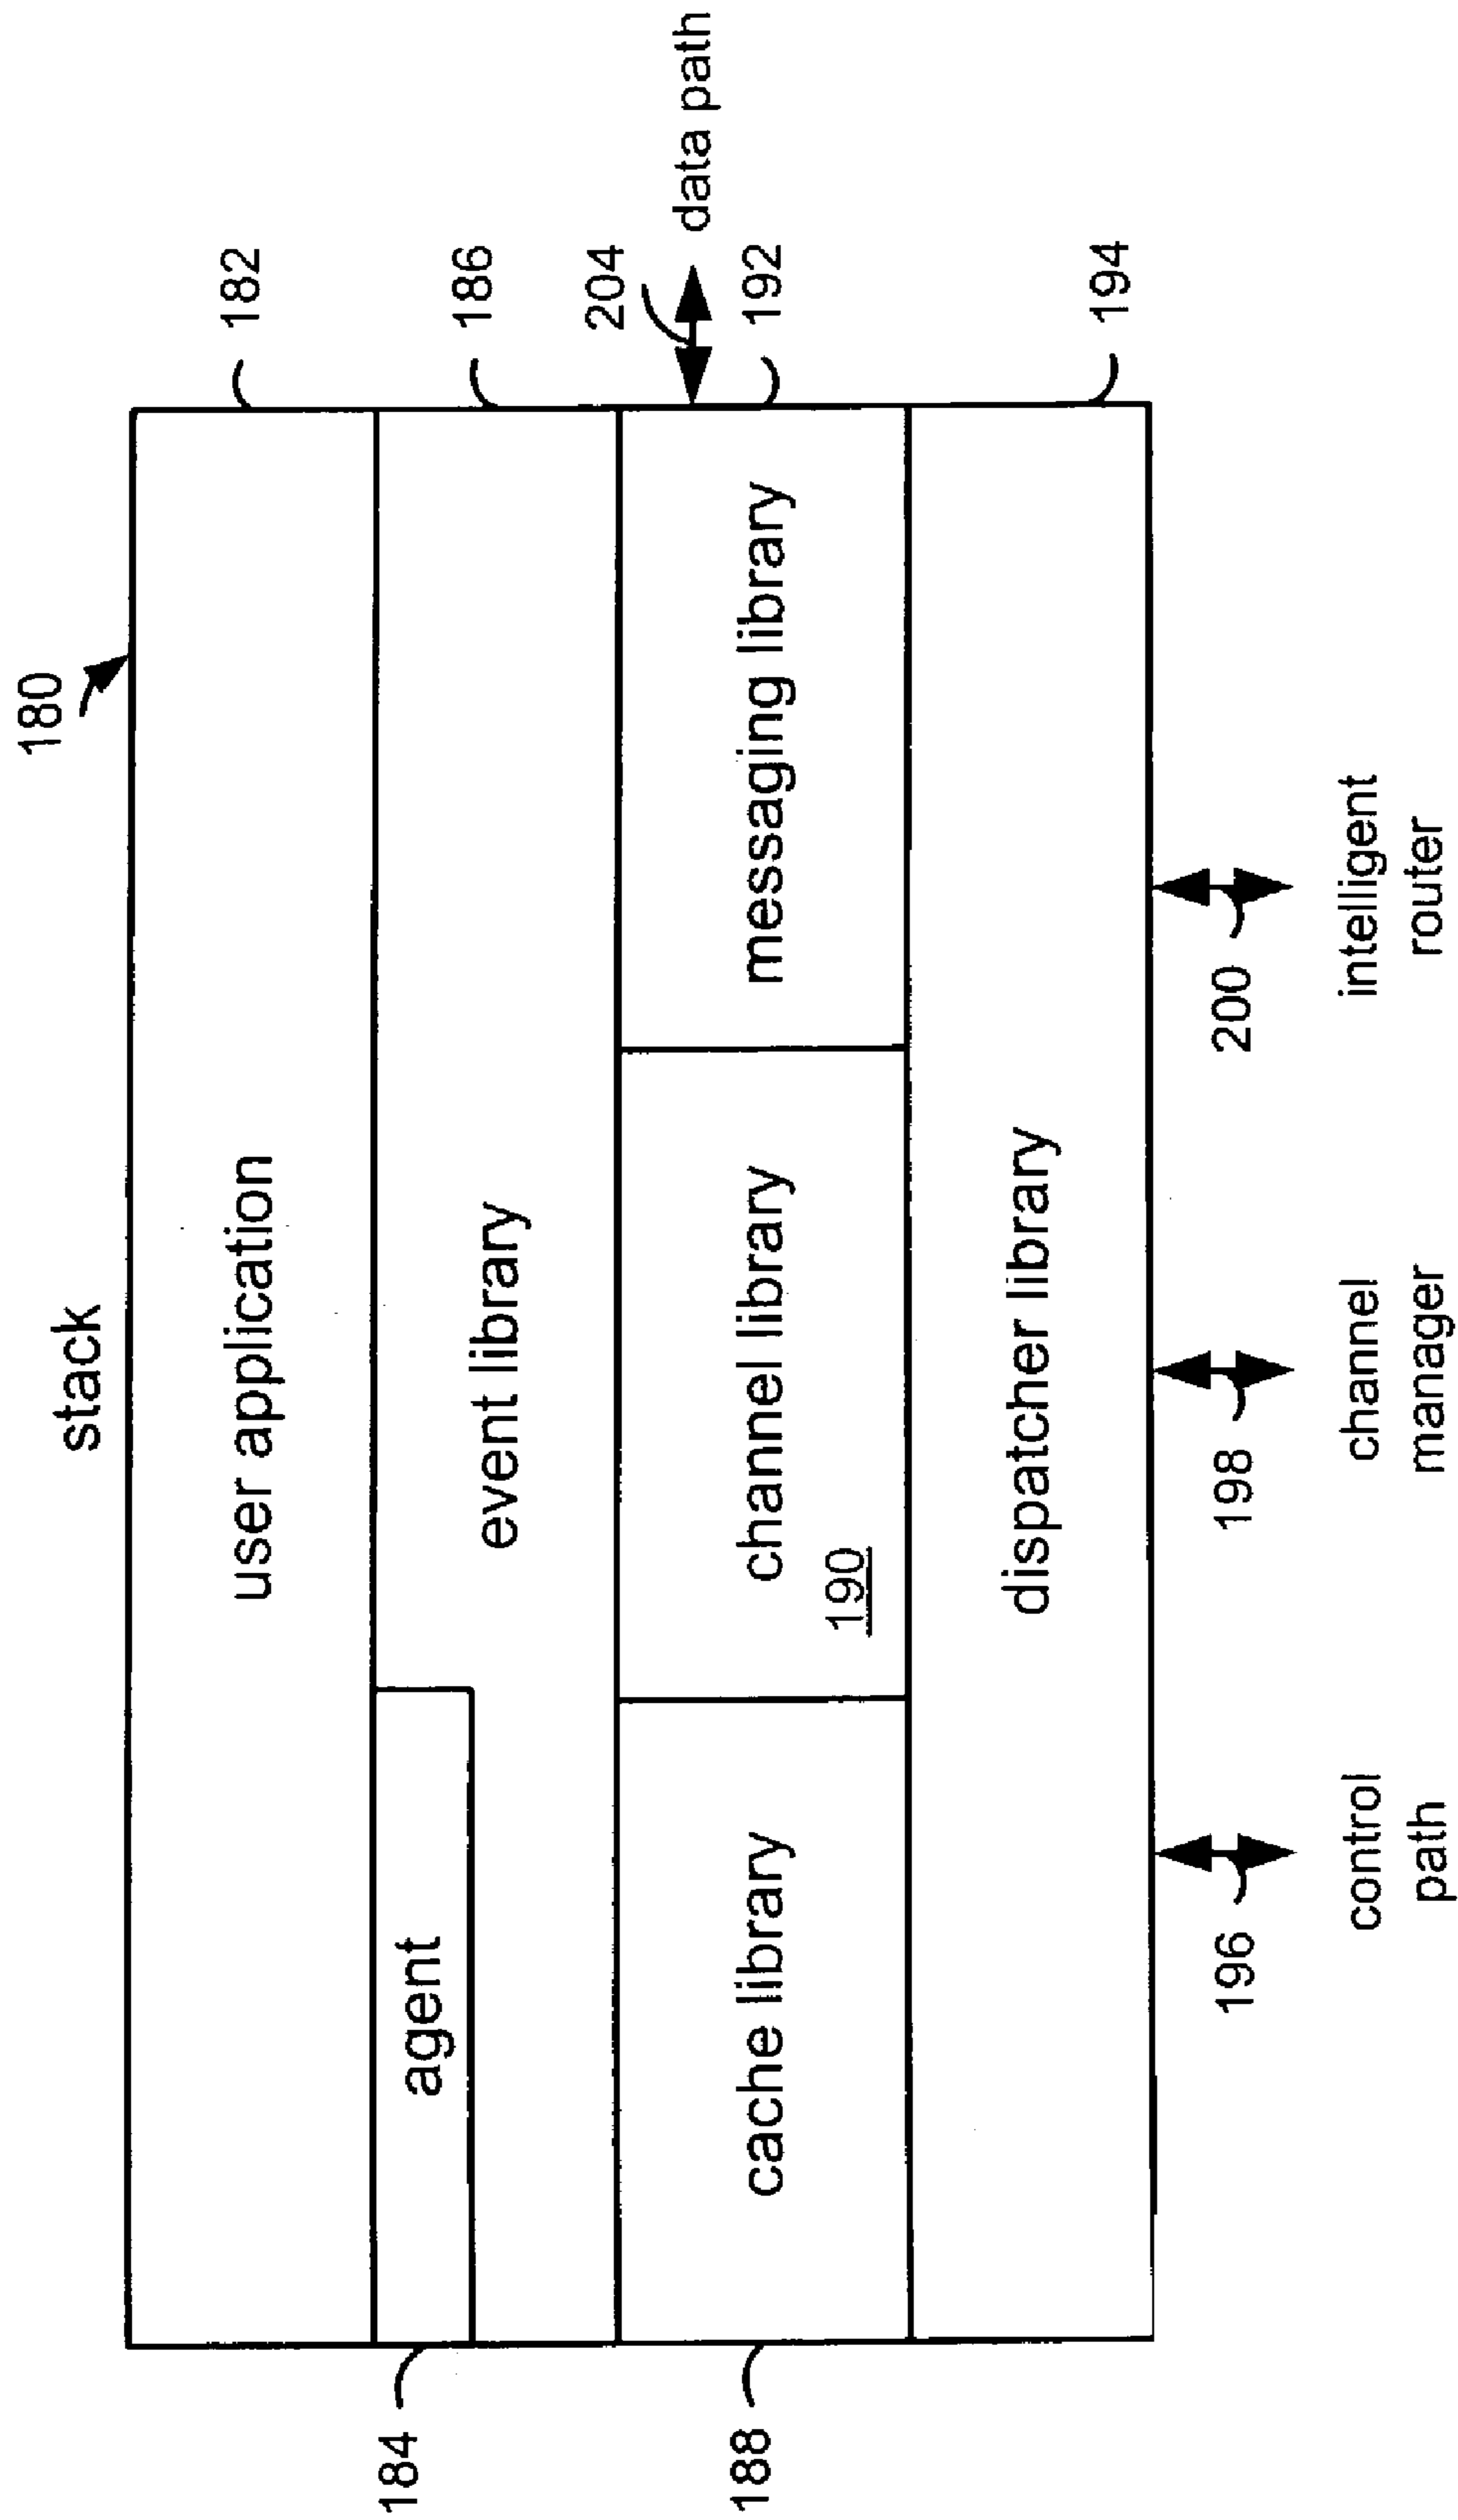 stack
180
user application
182
184
agent
event library
186
204
data path
188
cache library
channel library
190
messaging library
192
dispatcher library
194
196
198
200
control
path
channel
manager
intelligent
router